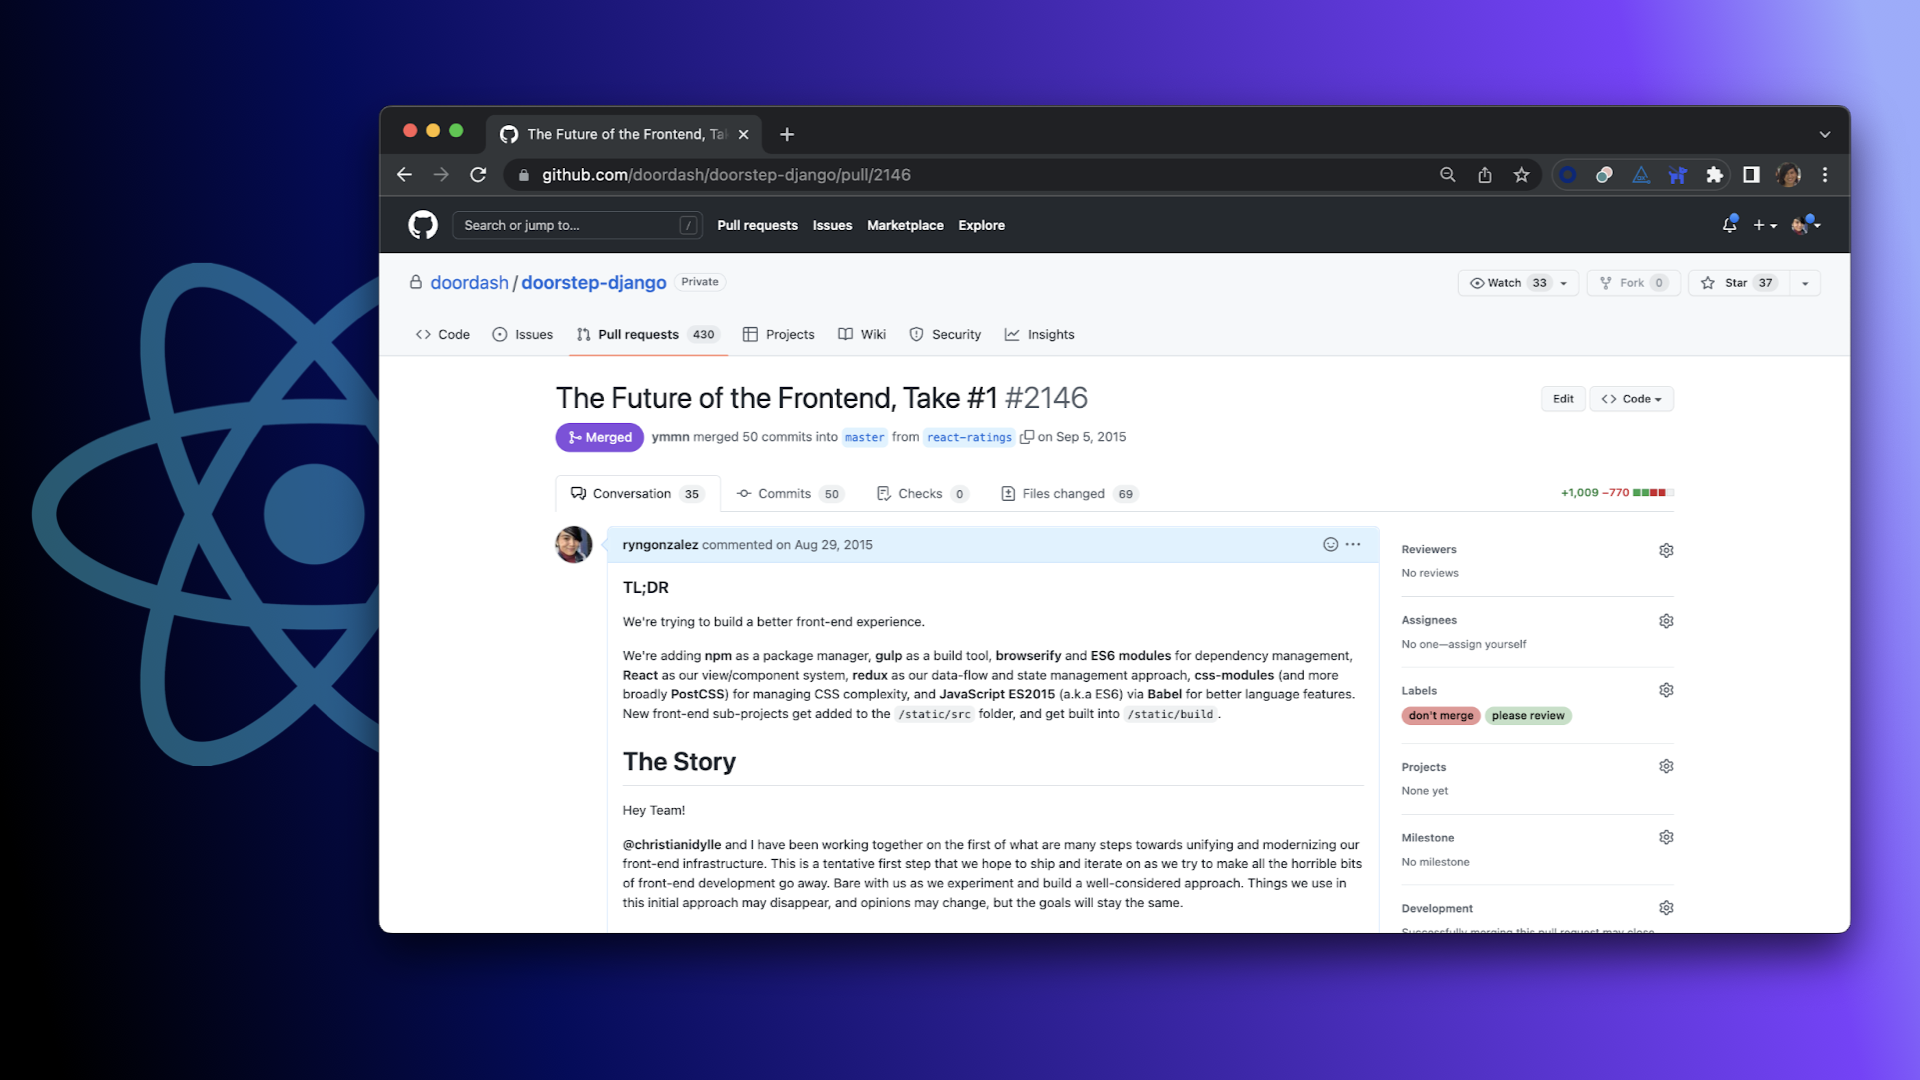 The Future of the Frontend, Ta
github.com/doordash/doorstep-django/pull/2146
Search or jump to... /
Pull requests Issues Marketplace Explore
doordash / doorstep-django Private
Watch 33 Fork 0 Star 37
Code Issues Pull requests 430 Projects Wiki Security Insights
The Future of the Frontend, Take #1 #2146
Edit Code
Merged ymmn merged 50 commits into master from react-ratings on Sep 5, 2015
Conversation 35 Commits 50 Checks 0 Files changed 69
+1,009 −770
ryngonzalez commented on Aug 29, 2015
TL;DR
We're trying to build a better front-end experience.
We're adding npm as a package manager, gulp as a build tool, browserify and ES6 modules for dependency management,
React as our view/component system, redux as our data-flow and state management approach, css-modules (and more
broadly PostCSS) for managing CSS complexity, and JavaScript ES2015 (a.k.a ES6) via Babel for better language features.
New front-end sub-projects get added to the /static/src folder, and get built into /static/build .
The Story
Hey Team!
@christianidylle and I have been working together on the first of what are many steps towards unifying and modernizing our
front-end infrastructure. This is a tentative first step that we hope to ship and iterate on as we try to make all the horrible bits
of front-end development go away. Bare with us as we experiment and build a well-considered approach. Things we use in
this initial approach may disappear, and opinions may change, but the goals will stay the same.
Reviewers
No reviews
Assignees
No one—assign yourself
Labels
don't merge please review
Projects
None yet
Milestone
No milestone
Development
Successfully merging this pull request may close